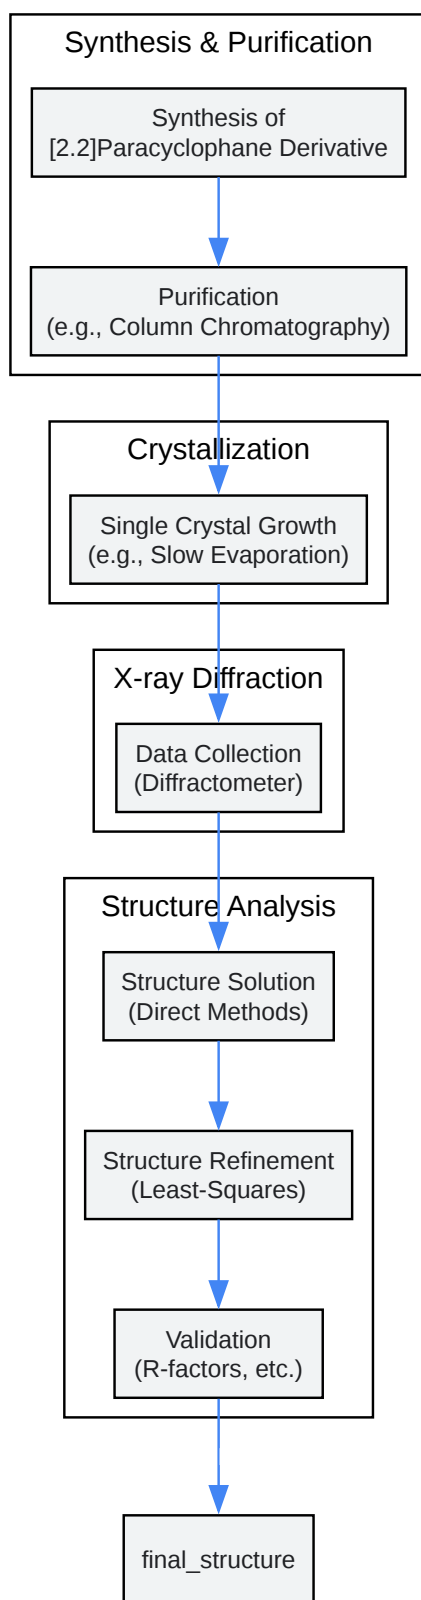 Synthesis & Purification
Synthesis of
[2.2]Paracyclophane Derivative
Purification
(e.g., Column Chromatography)
Crystallization
Single Crystal Growth
(e.g., Slow Evaporation)
X-ray Diffraction
Data Collection
(Diffractometer)
Structure Analysis
Structure Solution
(Direct Methods)
Structure Refinement
(Least-Squares)
Validation
(R-factors, etc.)
final_structure